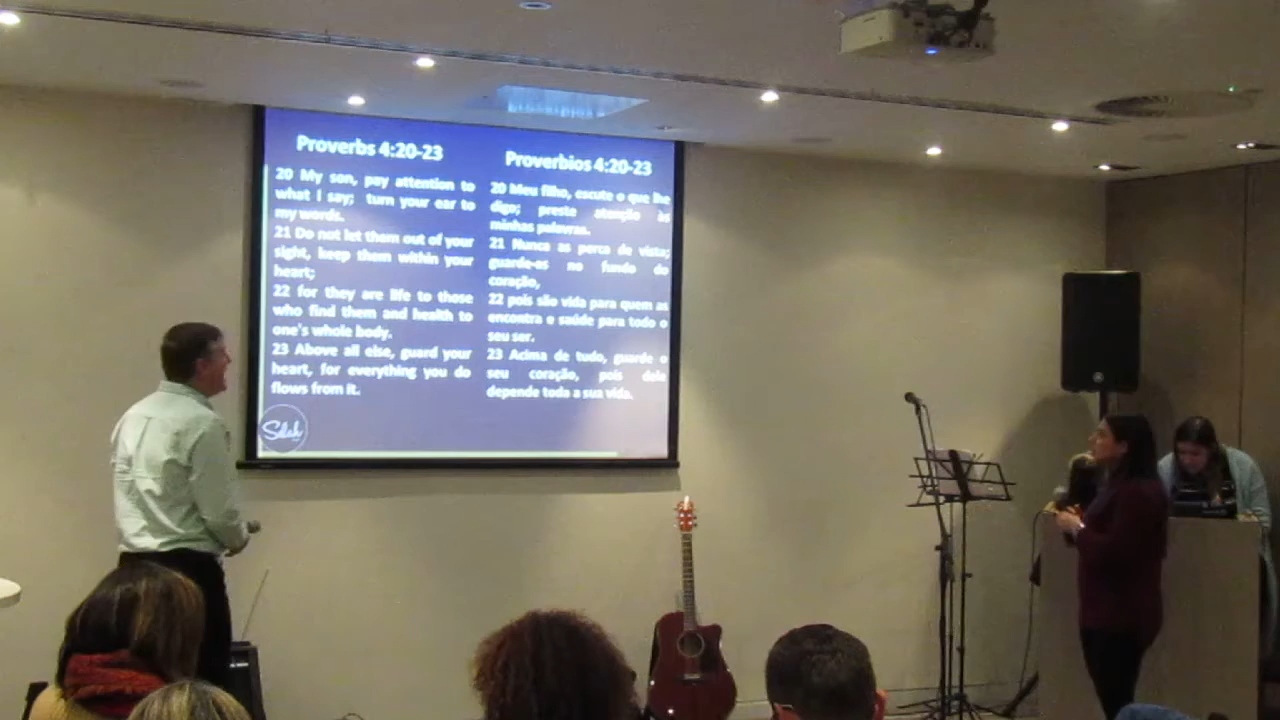 Proverbs 4:20-23
20 My son, pay attention to
what I say; turn your ear to
my words.
21 Do not let them out of your
sight, keep them within your
heart;
22 for they are life to those
who find them and health to
one's whole body.
23 Above all else, guard your
heart, for everything you do
flows from it.
Proverbios 4:20-23
20 Meu filho, escute o que lhe
digo; preste atenção às
minhas palavras.
21 Nunca as perca de vista;
guarde-as no fundo do
coração,
22 pois são vida para quem as
encontra e saúde para todo o
seu ser.
23 Acima de tudo, guarde o
seu coração, pois dele
depende toda a sua vida.
Selah